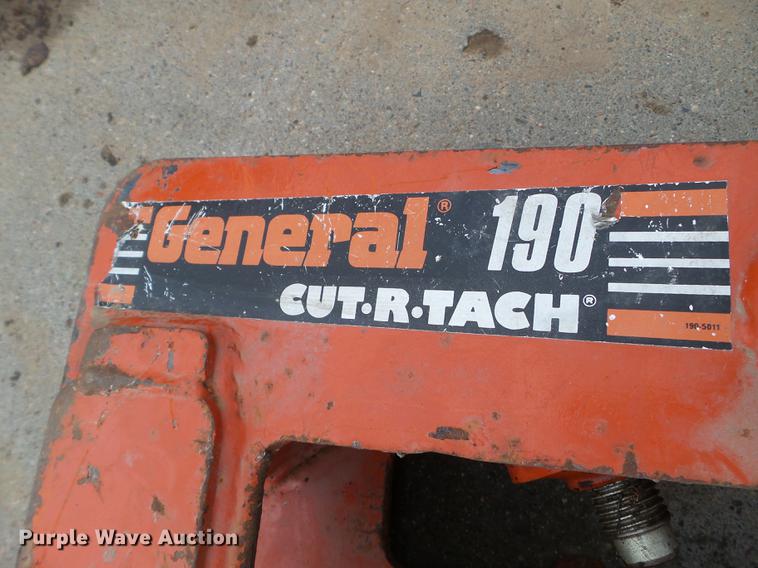 General® 190
CUT·R·TACH®
190-5011
Purple Wave Auction